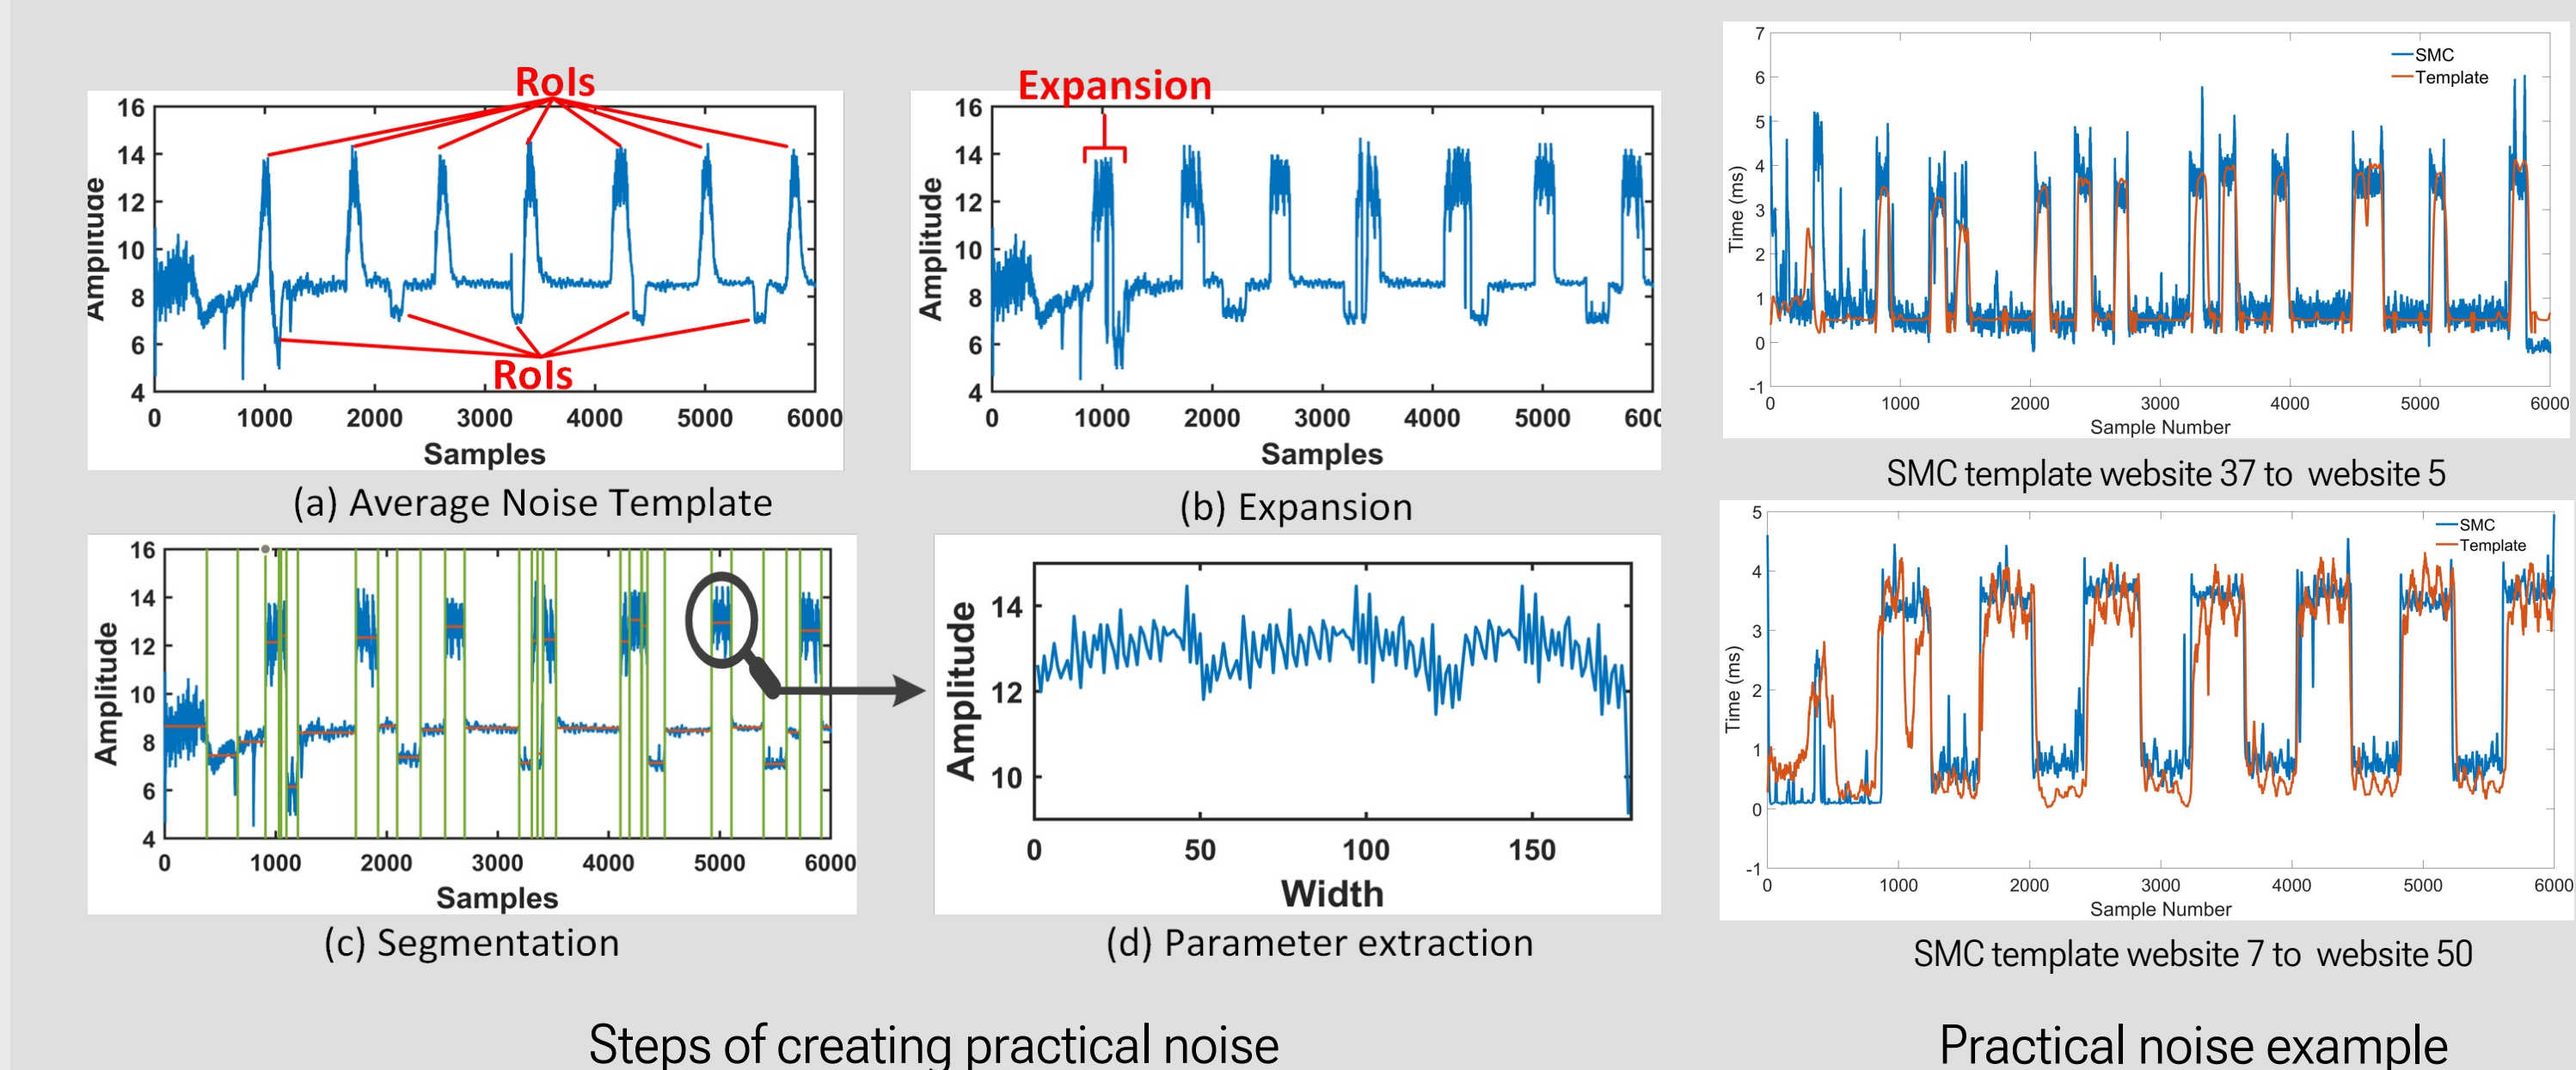 RoIs
16
14
12
10
8
6
4
Amplitude
RoIs
0 1000 2000 3000 4000 5000 6000
Samples
(a) Average Noise Template
Expansion
16
14
12
10
8
6
4
Amplitude
0 1000 2000 3000 4000 5000
Samples
(b) Expansion
7
6
5
4
3
2
1
0
-1
Time (ms)
SMC
Template
0 1000 2000 3000 4000 5000 6000
Sample Number
SMC template website 37 to website 5
16
14
12
10
8
6
4
Amplitude
0 1000 2000 3000 4000 5000 6000
Samples
(c) Segmentation
14
12
10
Amplitude
0 50 100 150
Width
(d) Parameter extraction
5
4
3
2
1
0
-1
Time (ms)
SMC
Template
0 1000 2000 3000 4000 5000 6000
Sample Number
SMC template website 7 to website 50
Steps of creating practical noise
Practical noise example